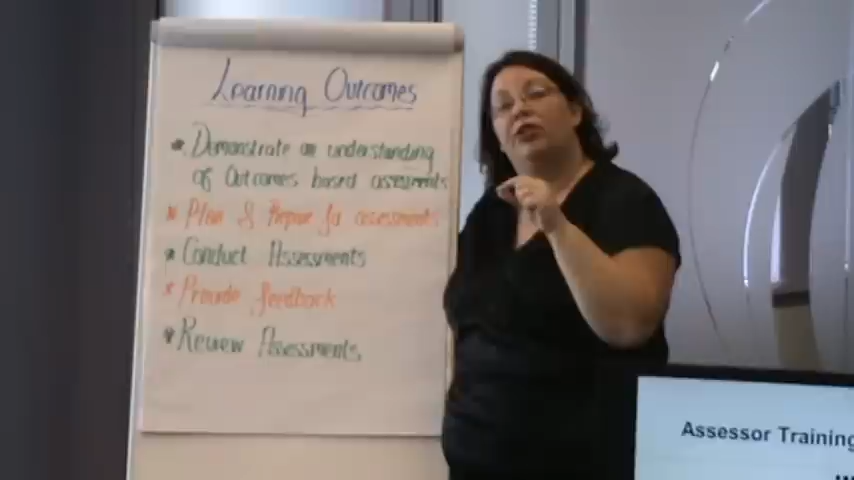 Learning Outcomes
Demonstrate an understanding
of Outcomes based assessments
Plan & Prepare for assessments
Conduct Assessments
Provide feedback
Review Assessments
Assessor Training